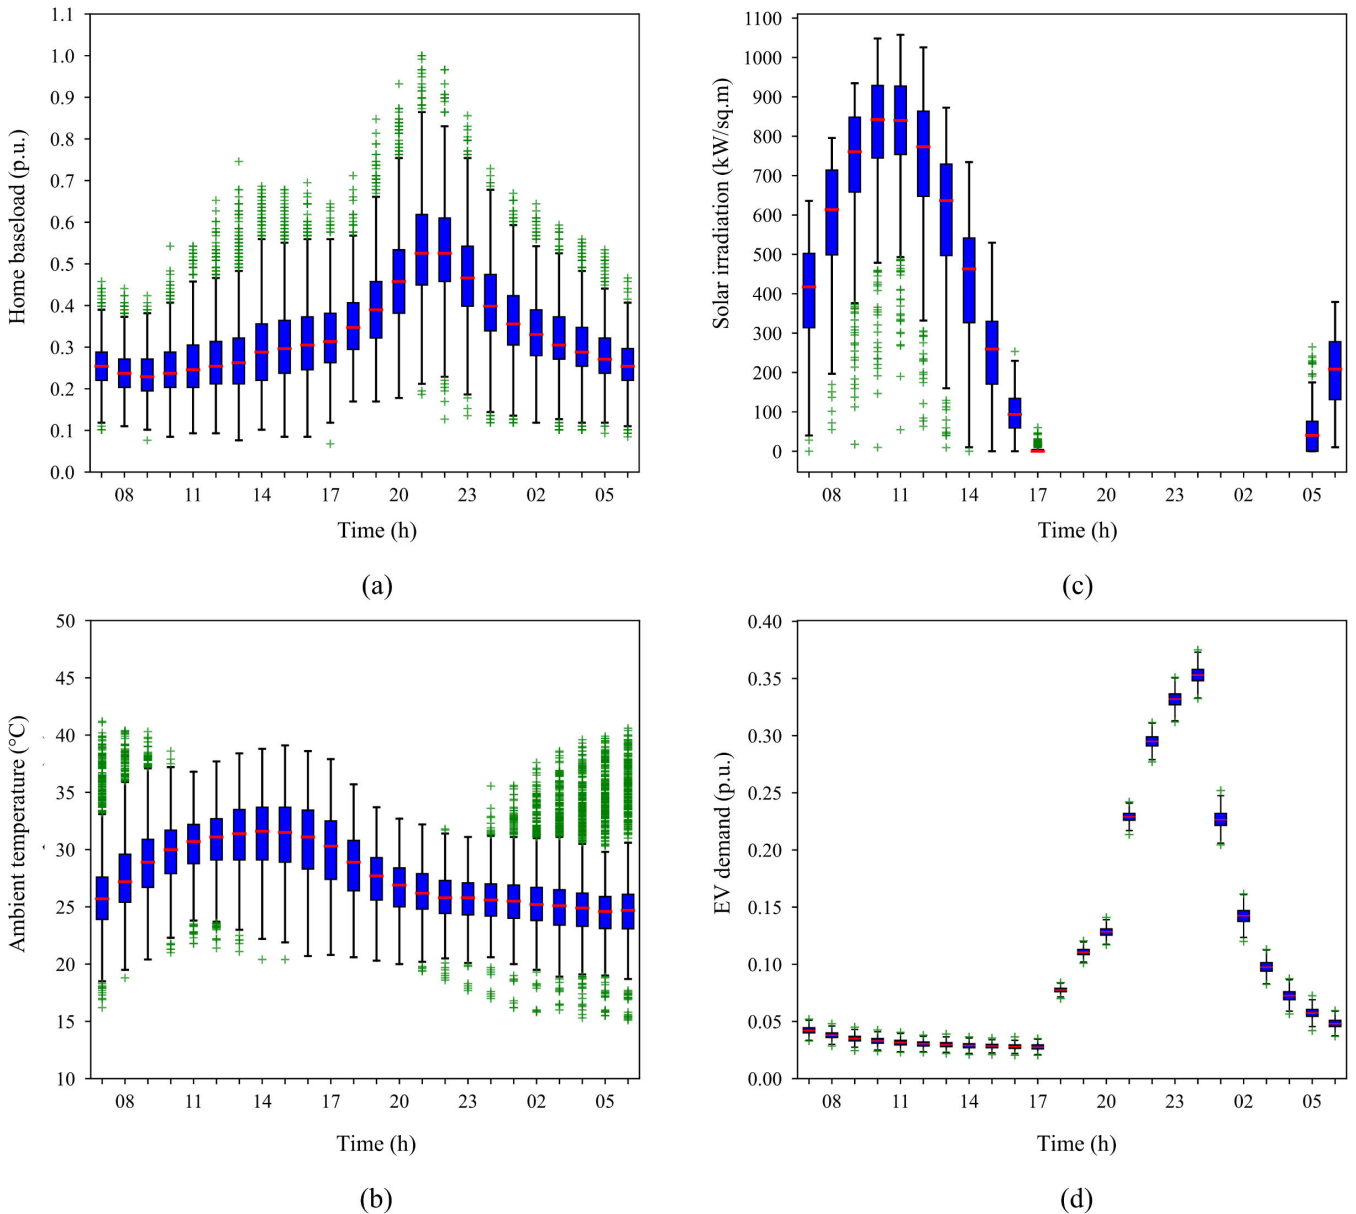 Home baseload (p.u.)
1.1
1.0
0.9
0.8
0.7
0.6
0.5
0.4
0.3
0.2
0.1
0.0
08 11 14 17 20 23 02 05
Time (h)
(a)
Solar irradiation (kW/sq.m)
1100
1000
900
800
700
600
500
400
300
200
100
0
08 11 14 17 20 23 02 05
Time (h)
(c)
Ambient temperature (°C)
50
45
40
35
30
25
20
15
10
08 11 14 17 20 23 02 05
Time (h)
(b)
EV demand (p.u.)
0.40
0.35
0.30
0.25
0.20
0.15
0.10
0.05
0.00
08 11 14 17 20 23 02 05
Time (h)
(d)